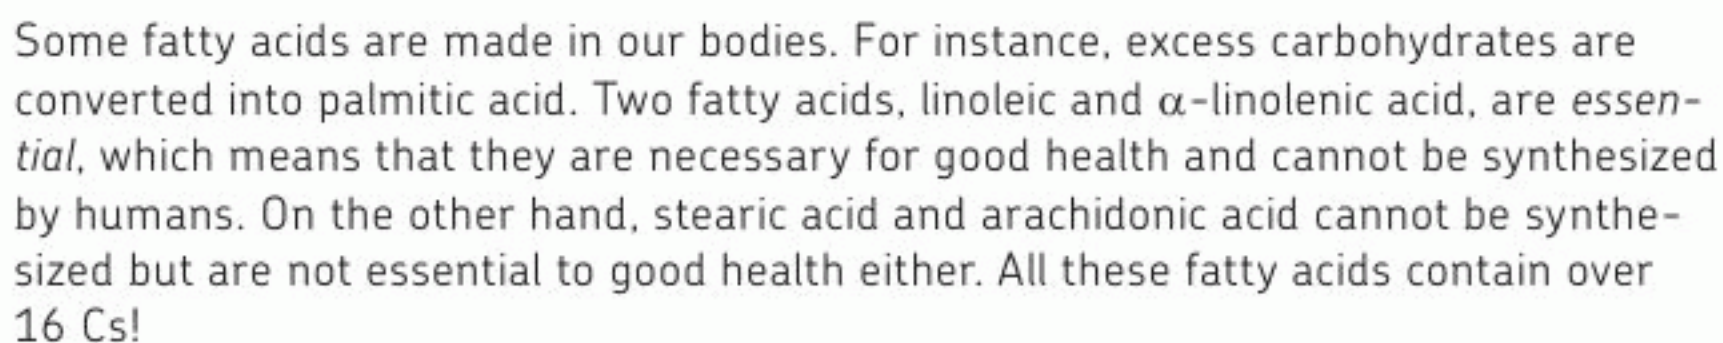 Some fatty acids are made in our bodies. For instance, excess carbohydrates are
converted into palmitic acid. Two fatty acids, linoleic and α-linolenic acid, are essen-
tial, which means that they are necessary for good health and cannot be synthesized
by humans. On the other hand, stearic acid and arachidonic acid cannot be synthe-
sized but are not essential to good health either. All these fatty acids contain over
16 Cs!